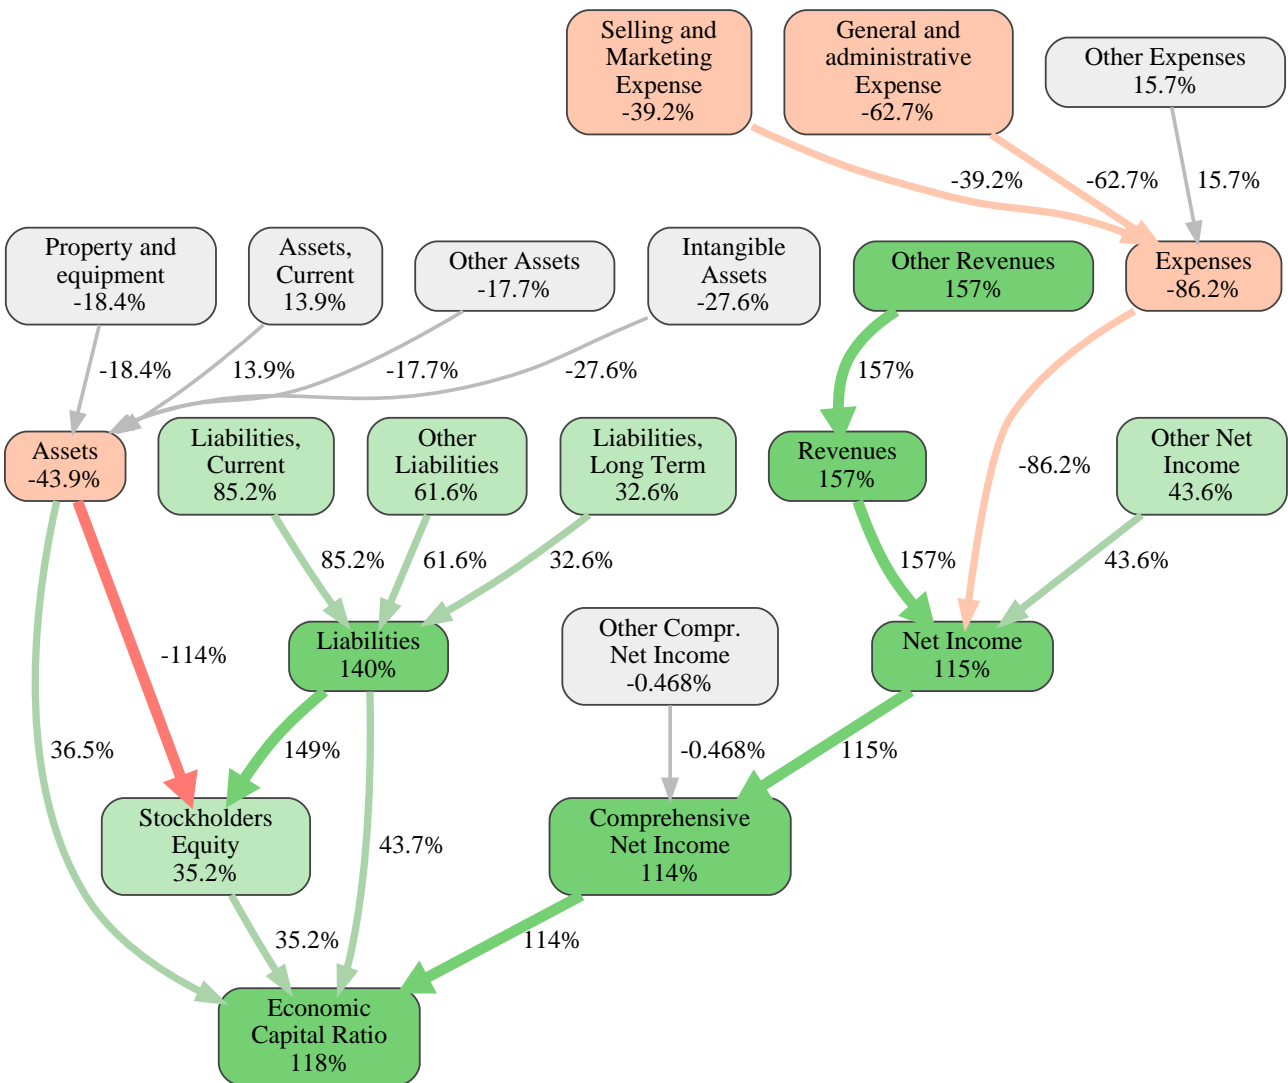 Selling and
Marketing
Expense
-39.2%
General and
administrative
Expense
-62.7%
Other Expenses
15.7%
-39.2%
-62.7%
15.7%
Property and
equipment
-18.4%
Assets,
Current
13.9%
Other Assets
-17.7%
Intangible
Assets
-27.6%
Other Revenues
157%
Expenses
-86.2%
-18.4%
13.9%
-17.7%
-27.6%
157%
Assets
-43.9%
Liabilities,
Current
85.2%
Other
Liabilities
61.6%
Liabilities,
Long Term
32.6%
Revenues
157%
-86.2%
Other Net
Income
43.6%
85.2%
61.6%
32.6%
157%
43.6%
-114%
Liabilities
140%
Other Compr.
Net Income
-0.468%
Net Income
115%
36.5%
149%
-0.468%
115%
Stockholders
Equity
35.2%
43.7%
Comprehensive
Net Income
114%
35.2%
114%
Economic
Capital Ratio
118%